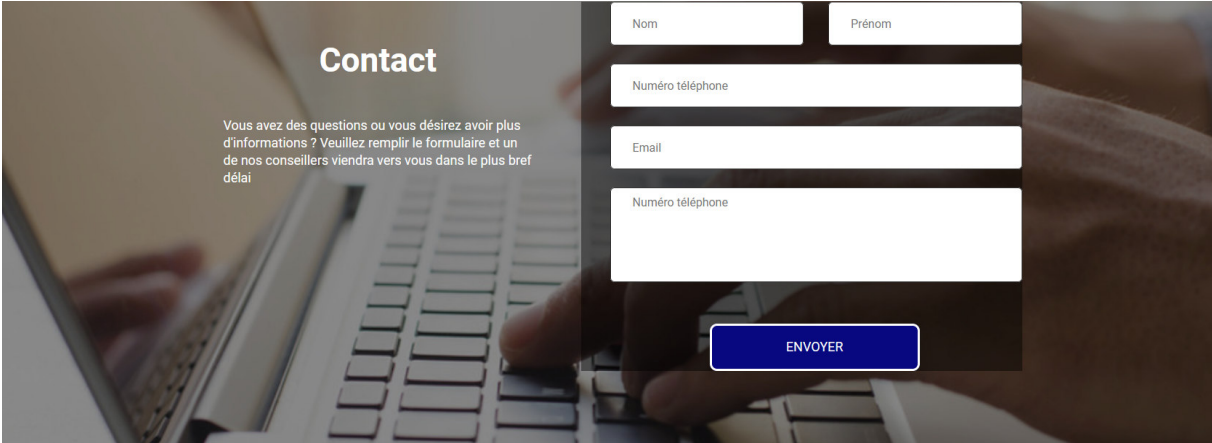 Contact
Vous avez des questions ou vous désirez avoir plus
d'informations ? Veuillez remplir le formulaire et un
de nos conseillers viendra vers vous dans le plus bref
délai
Nom
Prénom
Numéro téléphone
Email
Numéro téléphone
ENVOYER